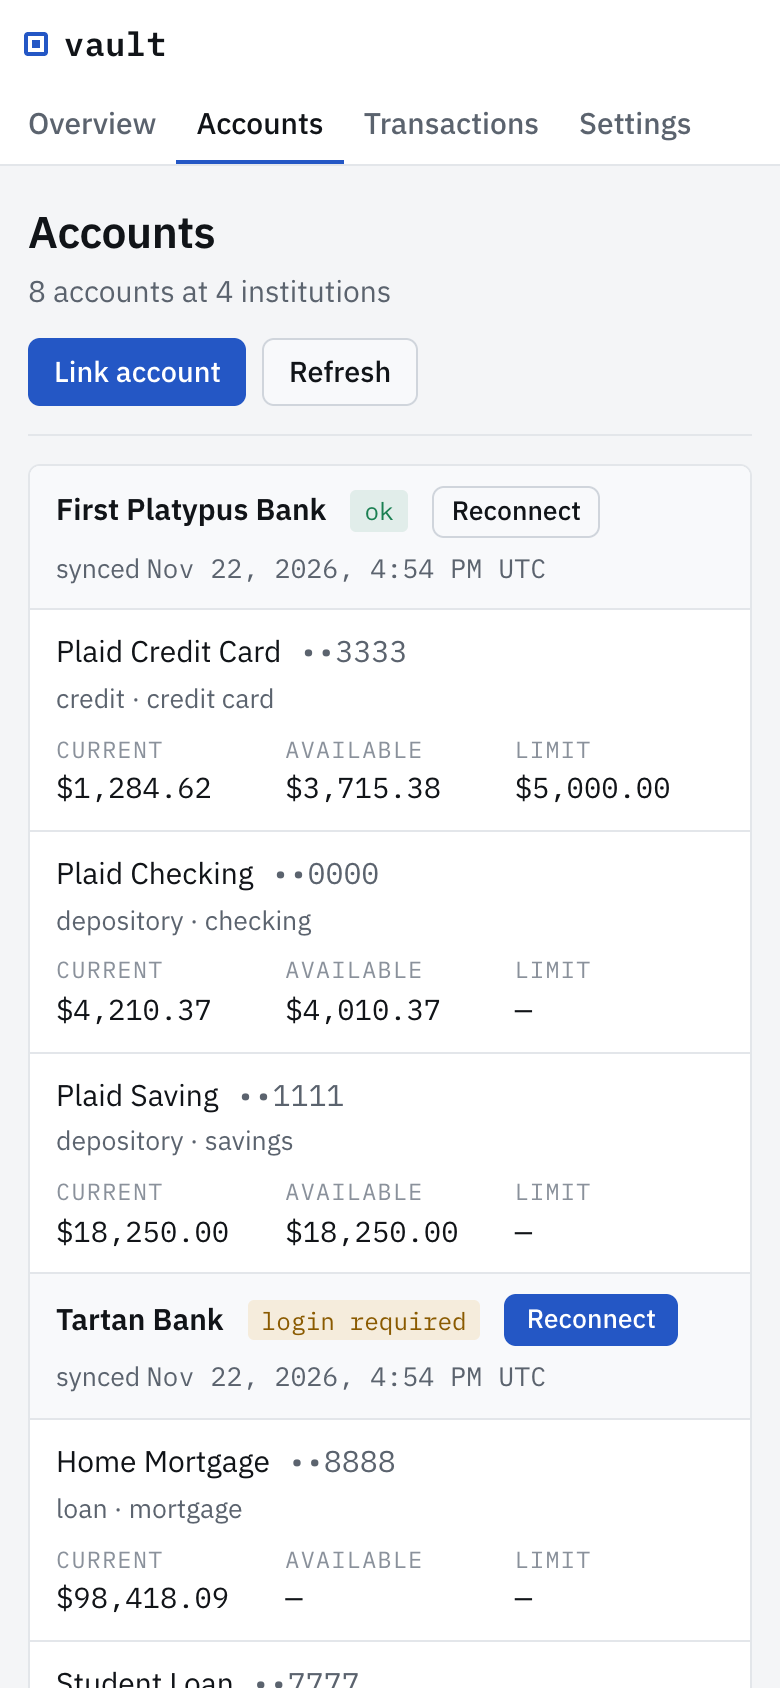 vault
Overview Accounts Transactions Settings
Accounts
8 accounts at 4 institutions
Link account Refresh
First Platypus Bank ok Reconnect
synced Nov 22, 2026, 4:54 PM UTC
Plaid Credit Card ••3333
credit · credit card
CURRENT AVAILABLE LIMIT
$1,284.62 $3,715.38 $5,000.00
Plaid Checking ••0000
depository · checking
CURRENT AVAILABLE LIMIT
$4,210.37 $4,010.37 —
Plaid Saving ••1111
depository · savings
CURRENT AVAILABLE LIMIT
$18,250.00 $18,250.00 —
Tartan Bank login required Reconnect
synced Nov 22, 2026, 4:54 PM UTC
Home Mortgage ••8888
loan · mortgage
CURRENT AVAILABLE LIMIT
$98,418.09 — —
Student Loan ••7777